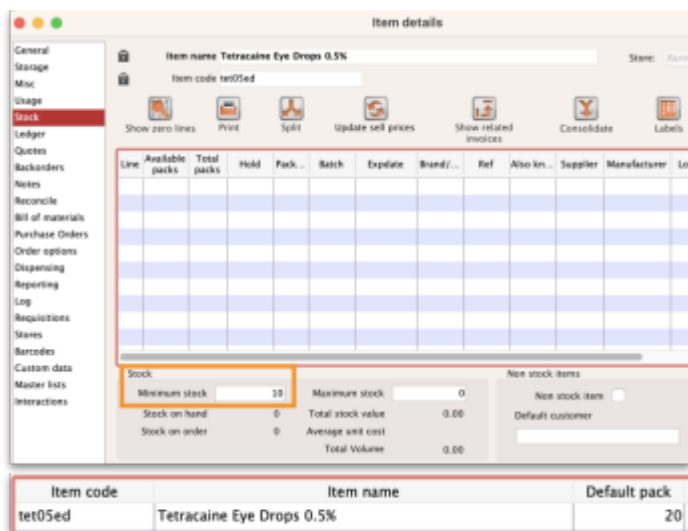 Item details
General
Storage
Misc
Usage
Stock
Ledger
Quotes
Backorders
Notes
Reconcile
Bill of materials
Purchase Orders
Order options
Dispensing
Reporting
Log
Requisitions
Stores
Barcodes
Custom data
Master lists
Interactions
Item name Tetracaine Eye Drops 0.5% Store:
Item code tet05ed
Show zero lines Print Split Update sell prices Show related invoices Consolidate Labels
Line Available packs Total packs Hold Pack... Batch Expdate Brand/... Ref Also kn... Supplier Manufacturer Lo
Stock Non stock items
Minimum stock 10 Maximum stock 0 Non stock item
Stock on hand 0 Total stock value 0.00 Default customer
Stock on order 0 Average unit cost
Total Volume 0.00
Item code Item name Default pack
tet05ed Tetracaine Eye Drops 0.5% 20